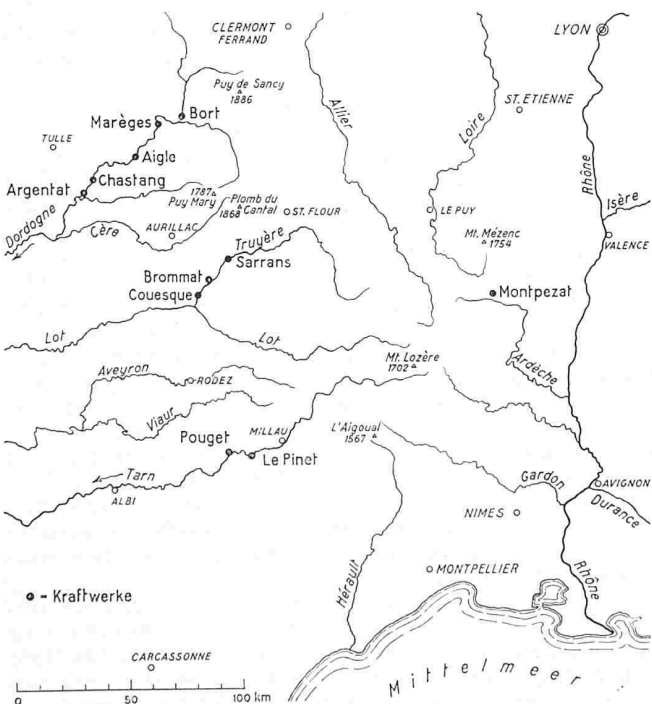 CLERMONT
FERRAND
LYON
Puy de Sancy
1886
Allier
Loire
ST. ETIENNE
Bort
Marèges
TULLE
Aigle
Rhône
Chastang
Argentat
1787
Puy Mary
Plomb du
Cantal
1868
ST. FLOUR
LE PUY
Isère
Dordogne
Cère
AURILLAC
Truyère
Mt. Mézenc
1754
VALENCE
Sarrans
Brommat
Couesque
Montpezat
Lot
Lot
Mt. Lozère
1702
Ardèche
Aveyron
RODEZ
Viaur
MILLAU
L'Aigoual
1567
Pouget
Le Pinet
Tarn
ALBI
Gardon
AVIGNON
Durance
NIMES
Hérault
MONTPELLIER
Rhône
- Kraftwerke
CARCASSONNE
Mittelmeer
0 50 100 km